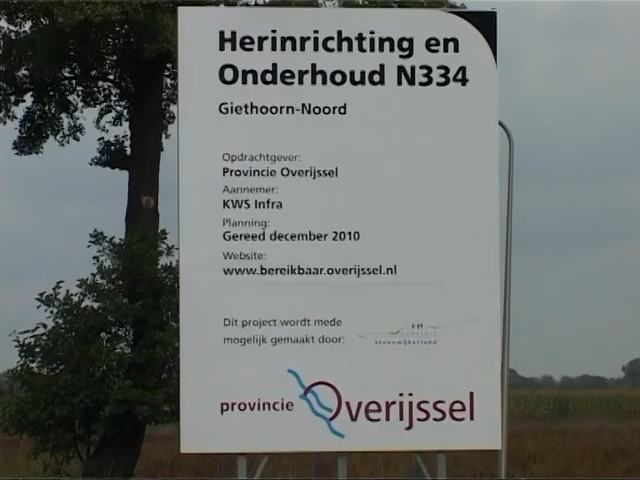 Herinrichting en
Onderhoud N334
Giethoorn-Noord
Opdrachtgever:
Provincie Overijssel
Aannemer:
KWS Infra
Planning:
Gereed december 2010
Website:
www.bereikbaar.overijssel.nl
Dit project wordt mede
mogelijk gemaakt door:
Steenwijkerland
provincie Overijssel